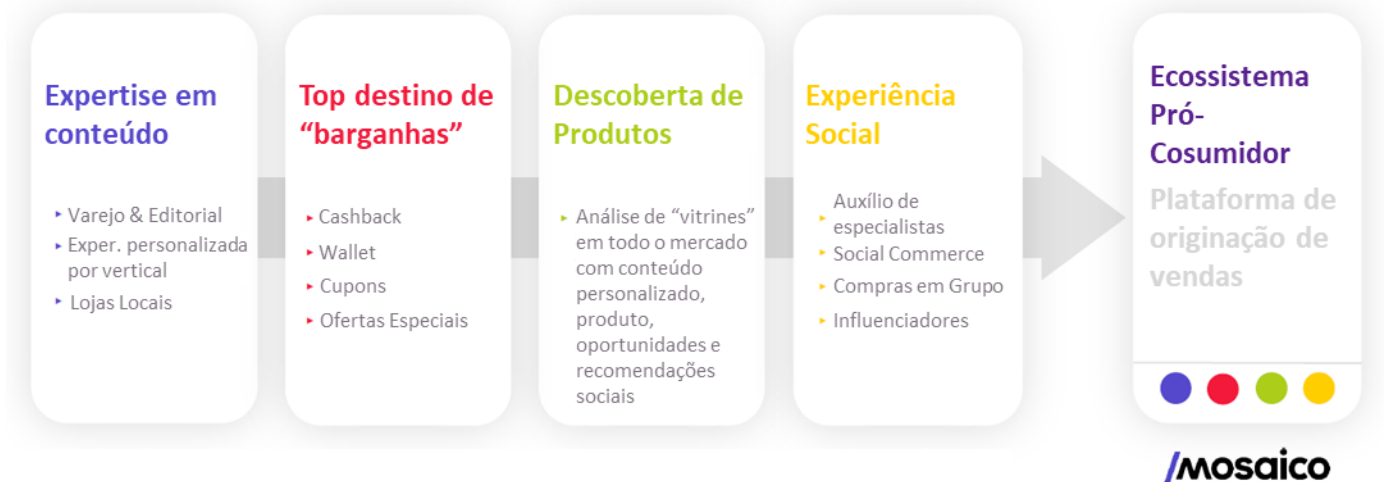 Expertise em
conteúdo
▸ Varejo & Editorial
▸ Exper. personalizada
por vertical
▸ Lojas Locais
Top destino de
“barganhas”
▸ Cashback
▸ Wallet
▸ Cupons
▸ Ofertas Especiais
Descoberta de
Produtos
▸ Análise de “vitrines”
em todo o mercado
com conteúdo
personalizado,
produto,
oportunidades e
recomendações
sociais
Experiência
Social
▸ Auxílio de
especialistas
▸ Social Commerce
▸ Compras em Grupo
▸ Influenciadores
Ecossistema
Pró-
Cosumidor
Plataforma de
originação de
vendas
/mosaico